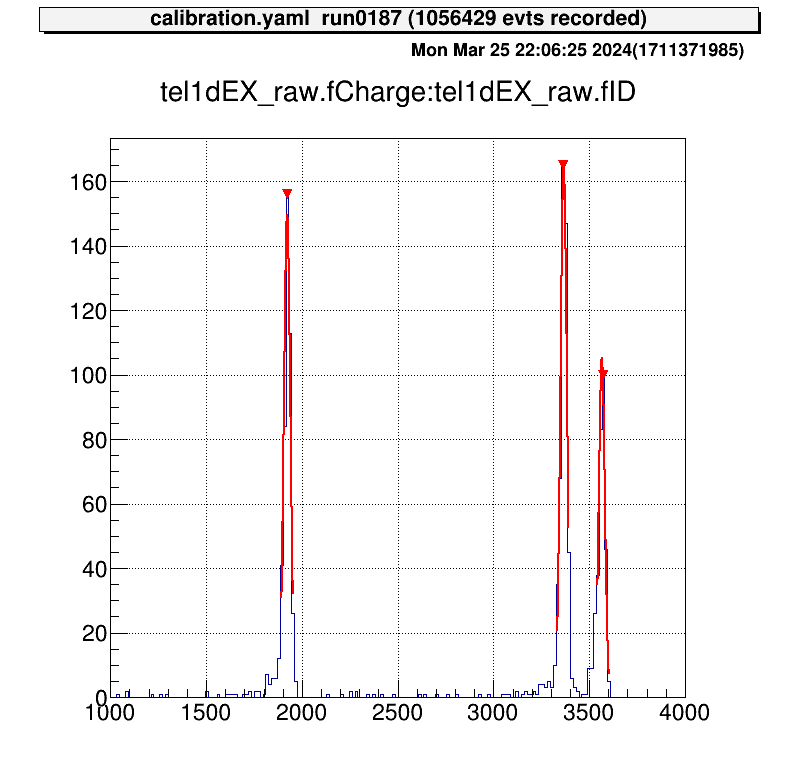 calibration.yaml run0187 (1056429 evts recorded)
Mon Mar 25 22:06:25 2024(1711371985)
tel1dEX_raw.fCharge:tel1dEX_raw.fID
160
140
120
100
80
60
40
20
0
1000 1500 2000 2500 3000 3500 4000